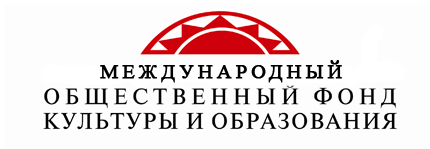 МЕЖДУНАРОДНЫЙ
ОБЩЕСТВЕННЫЙ ФОНД
КУЛЬТУРЫ И ОБРАЗОВАНИЯ